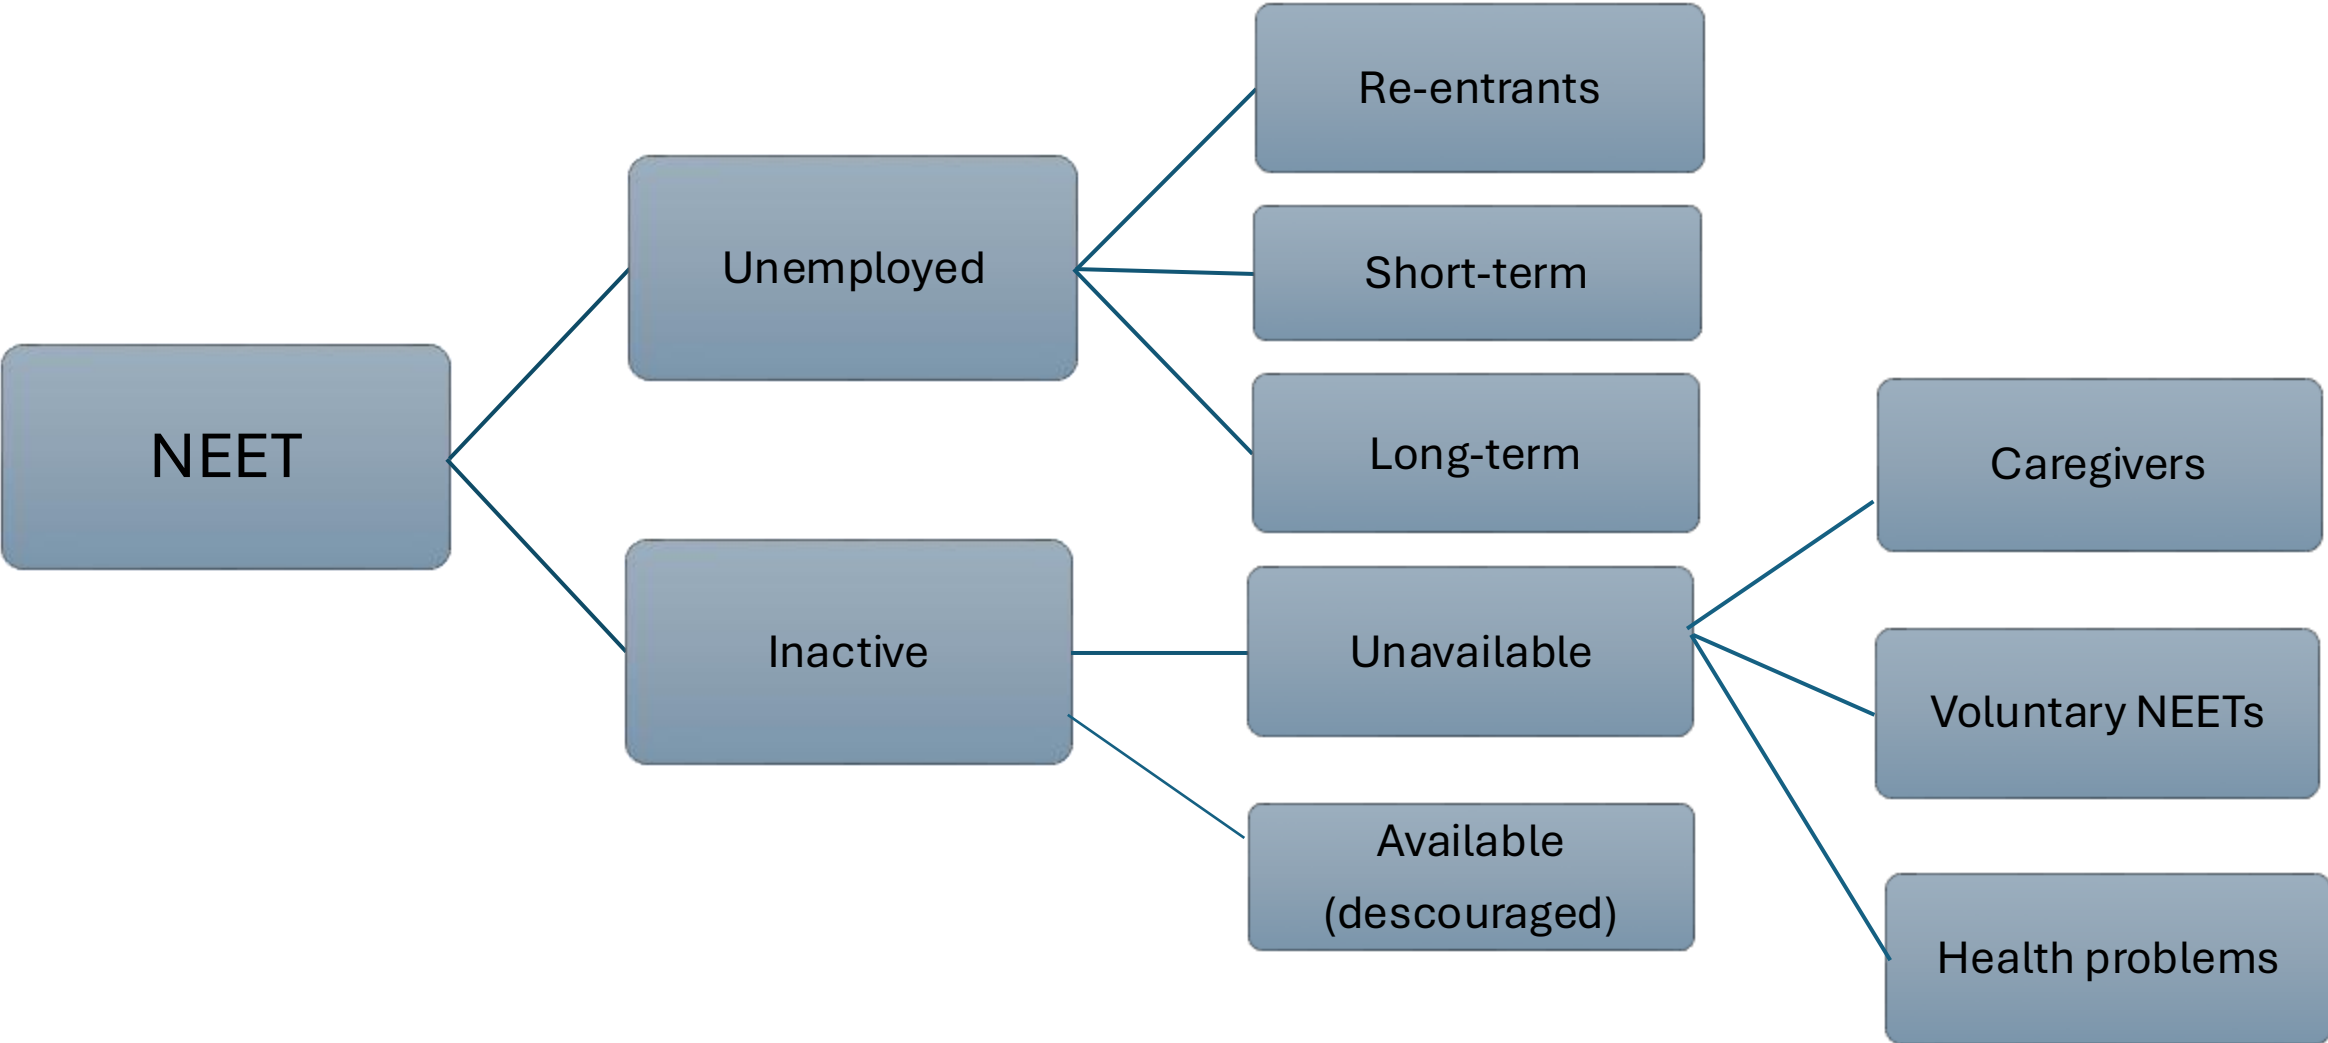 NEET
Unemployed
Inactive
Re-entrants
Short-term
Long-term
Unavailable
Available
(descouraged)
Caregivers
Voluntary NEETs
Health problems